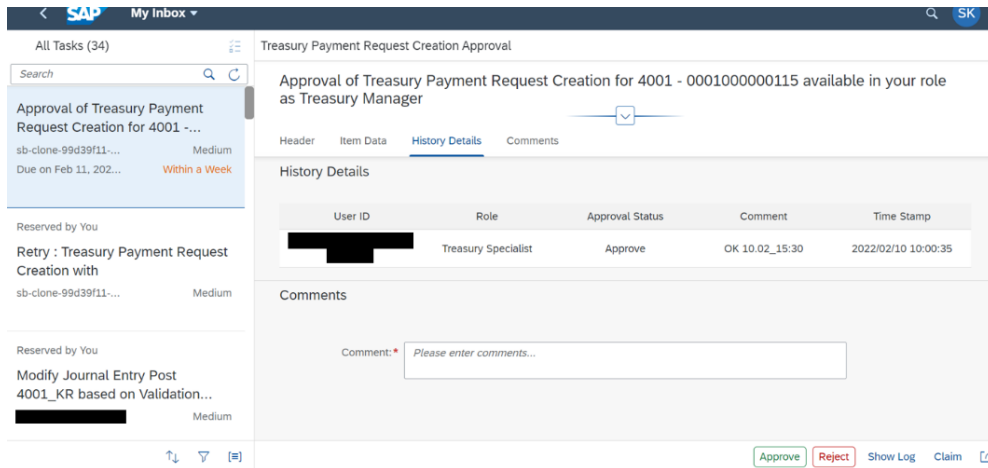 SAP My Inbox
SK
All Tasks (34)
Search
Approval of Treasury Payment
Request Creation for 4001 -...
sb-clone-99d39f11-... Medium
Due on Feb 11, 202... Within a Week
Reserved by You
Retry : Treasury Payment Request
Creation with
sb-clone-99d39f11-... Medium
Reserved by You
Modify Journal Entry Post
4001_KR based on Validation...
Medium
Treasury Payment Request Creation Approval
Approval of Treasury Payment Request Creation for 4001 - 0001000000115 available in your role
as Treasury Manager
Header Item Data History Details Comments
History Details
User ID Role Approval Status Comment Time Stamp
Treasury Specialist Approve OK 10.02_15:30 2022/02/10 10:00:35
Comments
Comment:* Please enter comments...
Approve Reject Show Log Claim